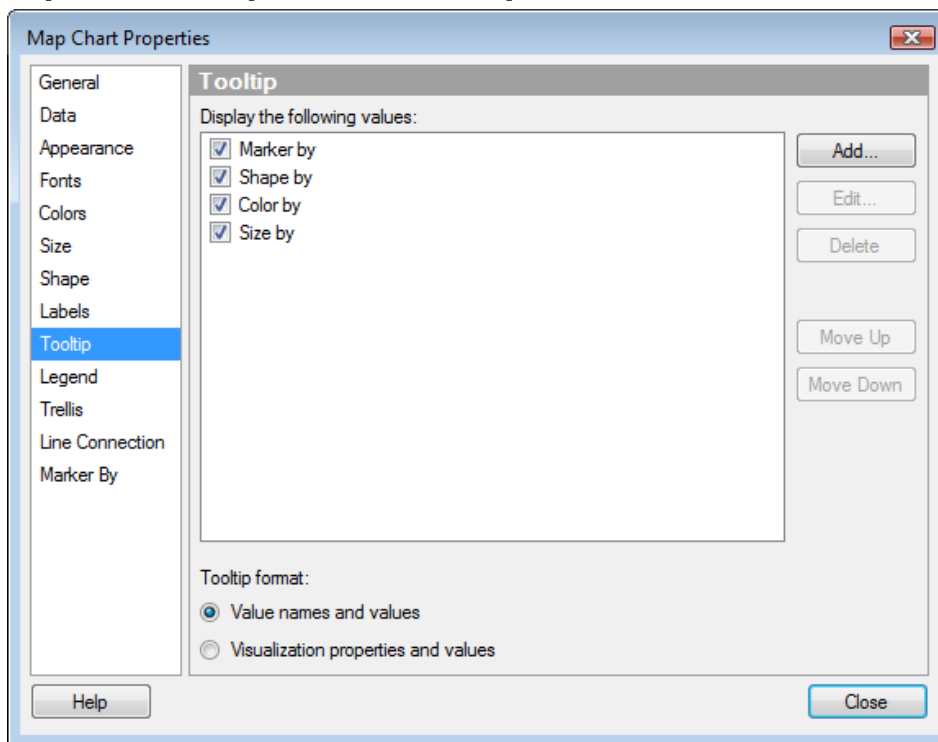 Map Chart Properties
General
Data
Appearance
Fonts
Colors
Size
Shape
Labels
Tooltip
Legend
Trellis
Line Connection
Marker By
Tooltip
Display the following values:
Marker by
Shape by
Color by
Size by
Add...
Edit...
Delete
Move Up
Move Down
Tooltip format:
Value names and values
Visualization properties and values
Help
Close